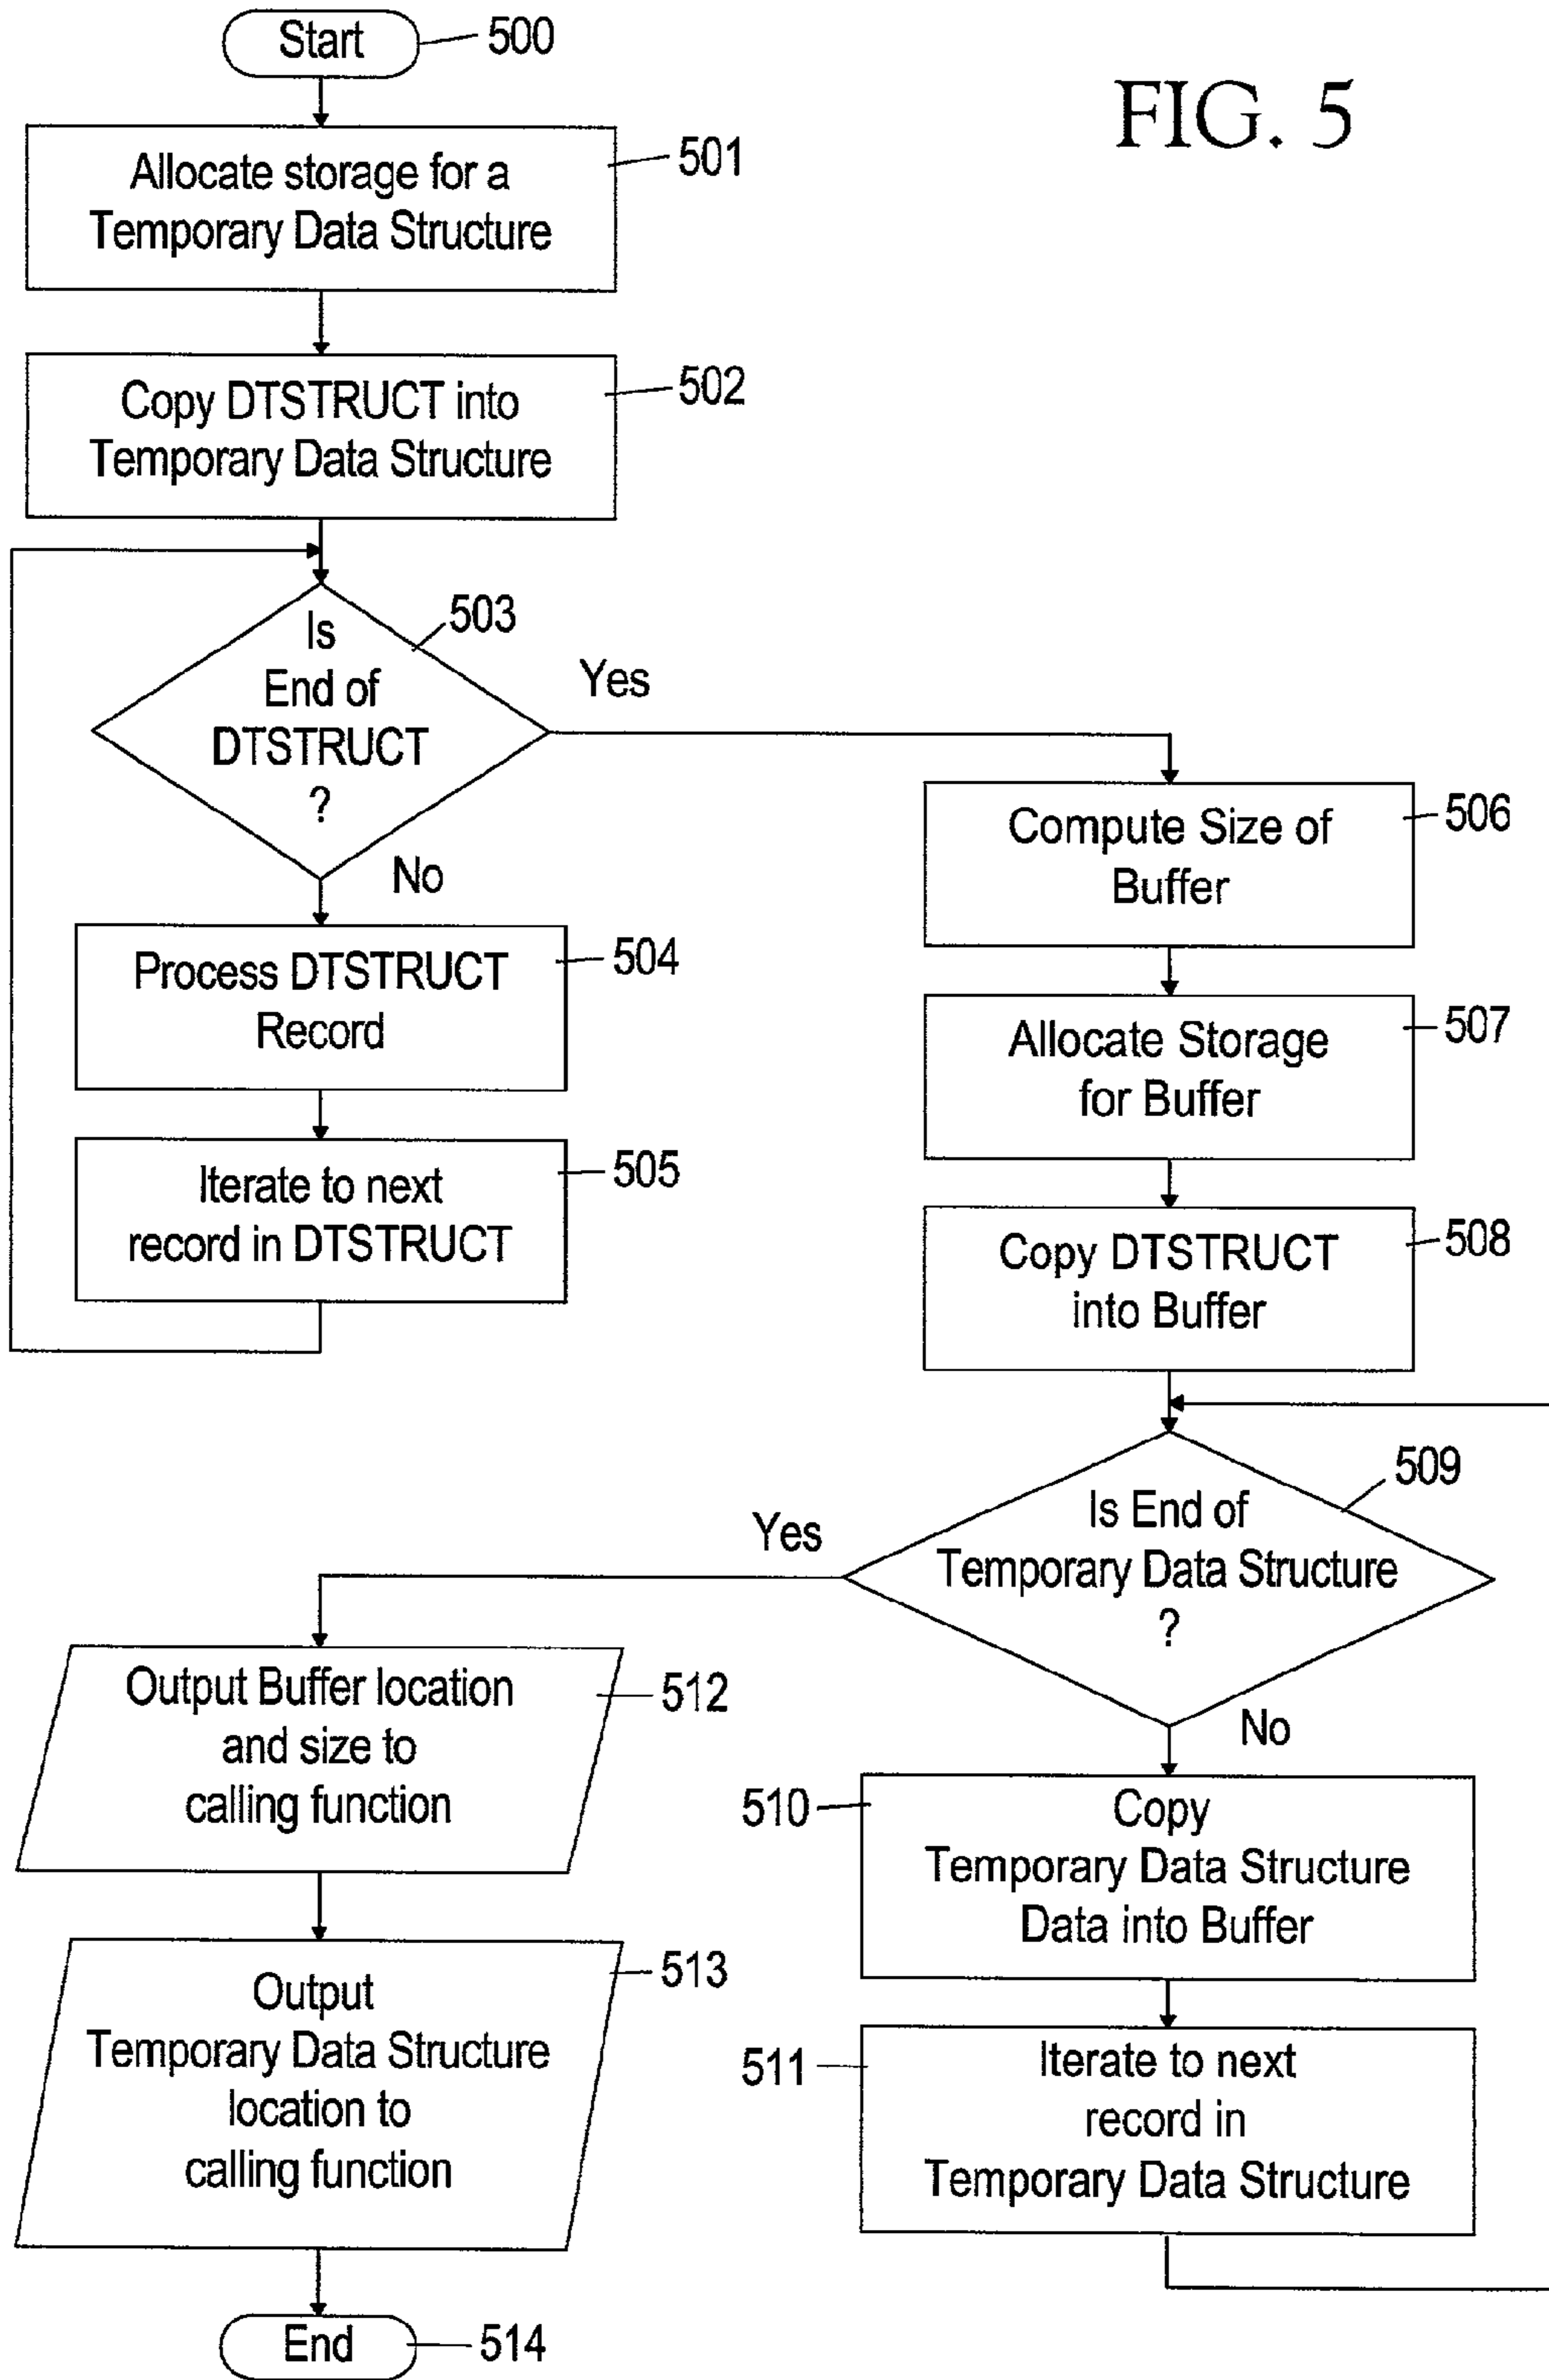 FIG. 5
Start
500
Allocate storage for a
Temporary Data Structure
501
Copy DTSTRUCT into
Temporary Data Structure
502
Is
End of
DTSTRUCT
?
503
Yes
No
Process DTSTRUCT
Record
504
Iterate to next
record in DTSTRUCT
505
Compute Size of
Buffer
506
Allocate Storage
for Buffer
507
Copy DTSTRUCT
into Buffer
508
Is End of
Temporary Data Structure
?
509
Yes
No
Copy
Temporary Data Structure
Data into Buffer
510
Iterate to next
record in
Temporary Data Structure
511
Output Buffer location
and size to
calling function
512
Output
Temporary Data Structure
location to
calling function
513
End
514